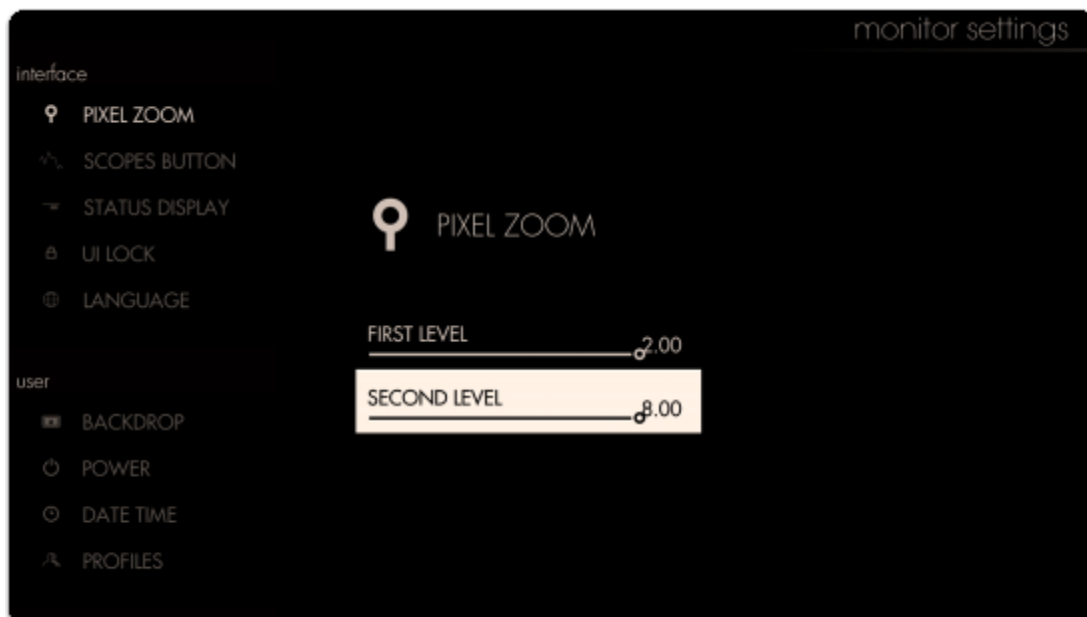 monitor settings
interface
PIXEL ZOOM
SCOPES BUTTON
STATUS DISPLAY
UI LOCK
LANGUAGE
user
BACKDROP
POWER
DATE TIME
PROFILES
PIXEL ZOOM
FIRST LEVEL 2.00
SECOND LEVEL 8.00